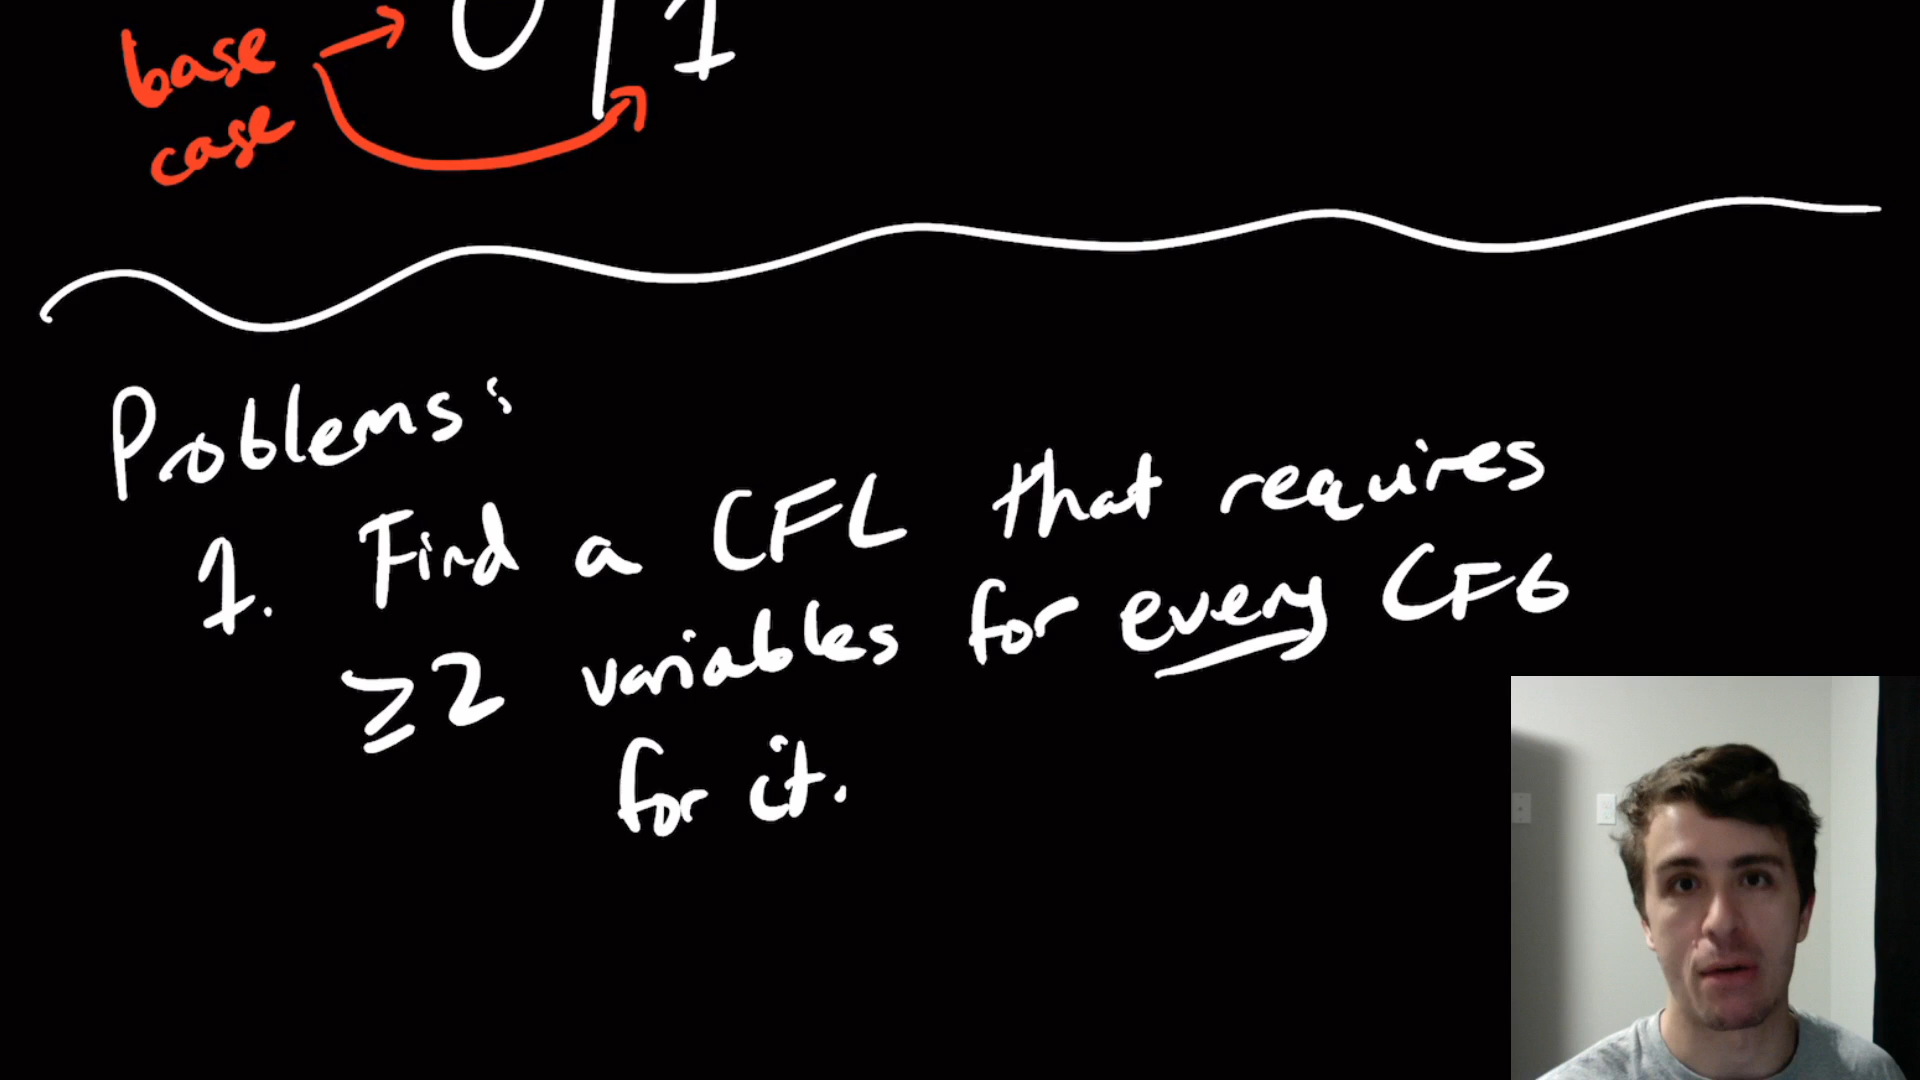 base
case
0 | 1
Problems:
1. Find a CFL that requires
≥2 variables for every CFG
for it.